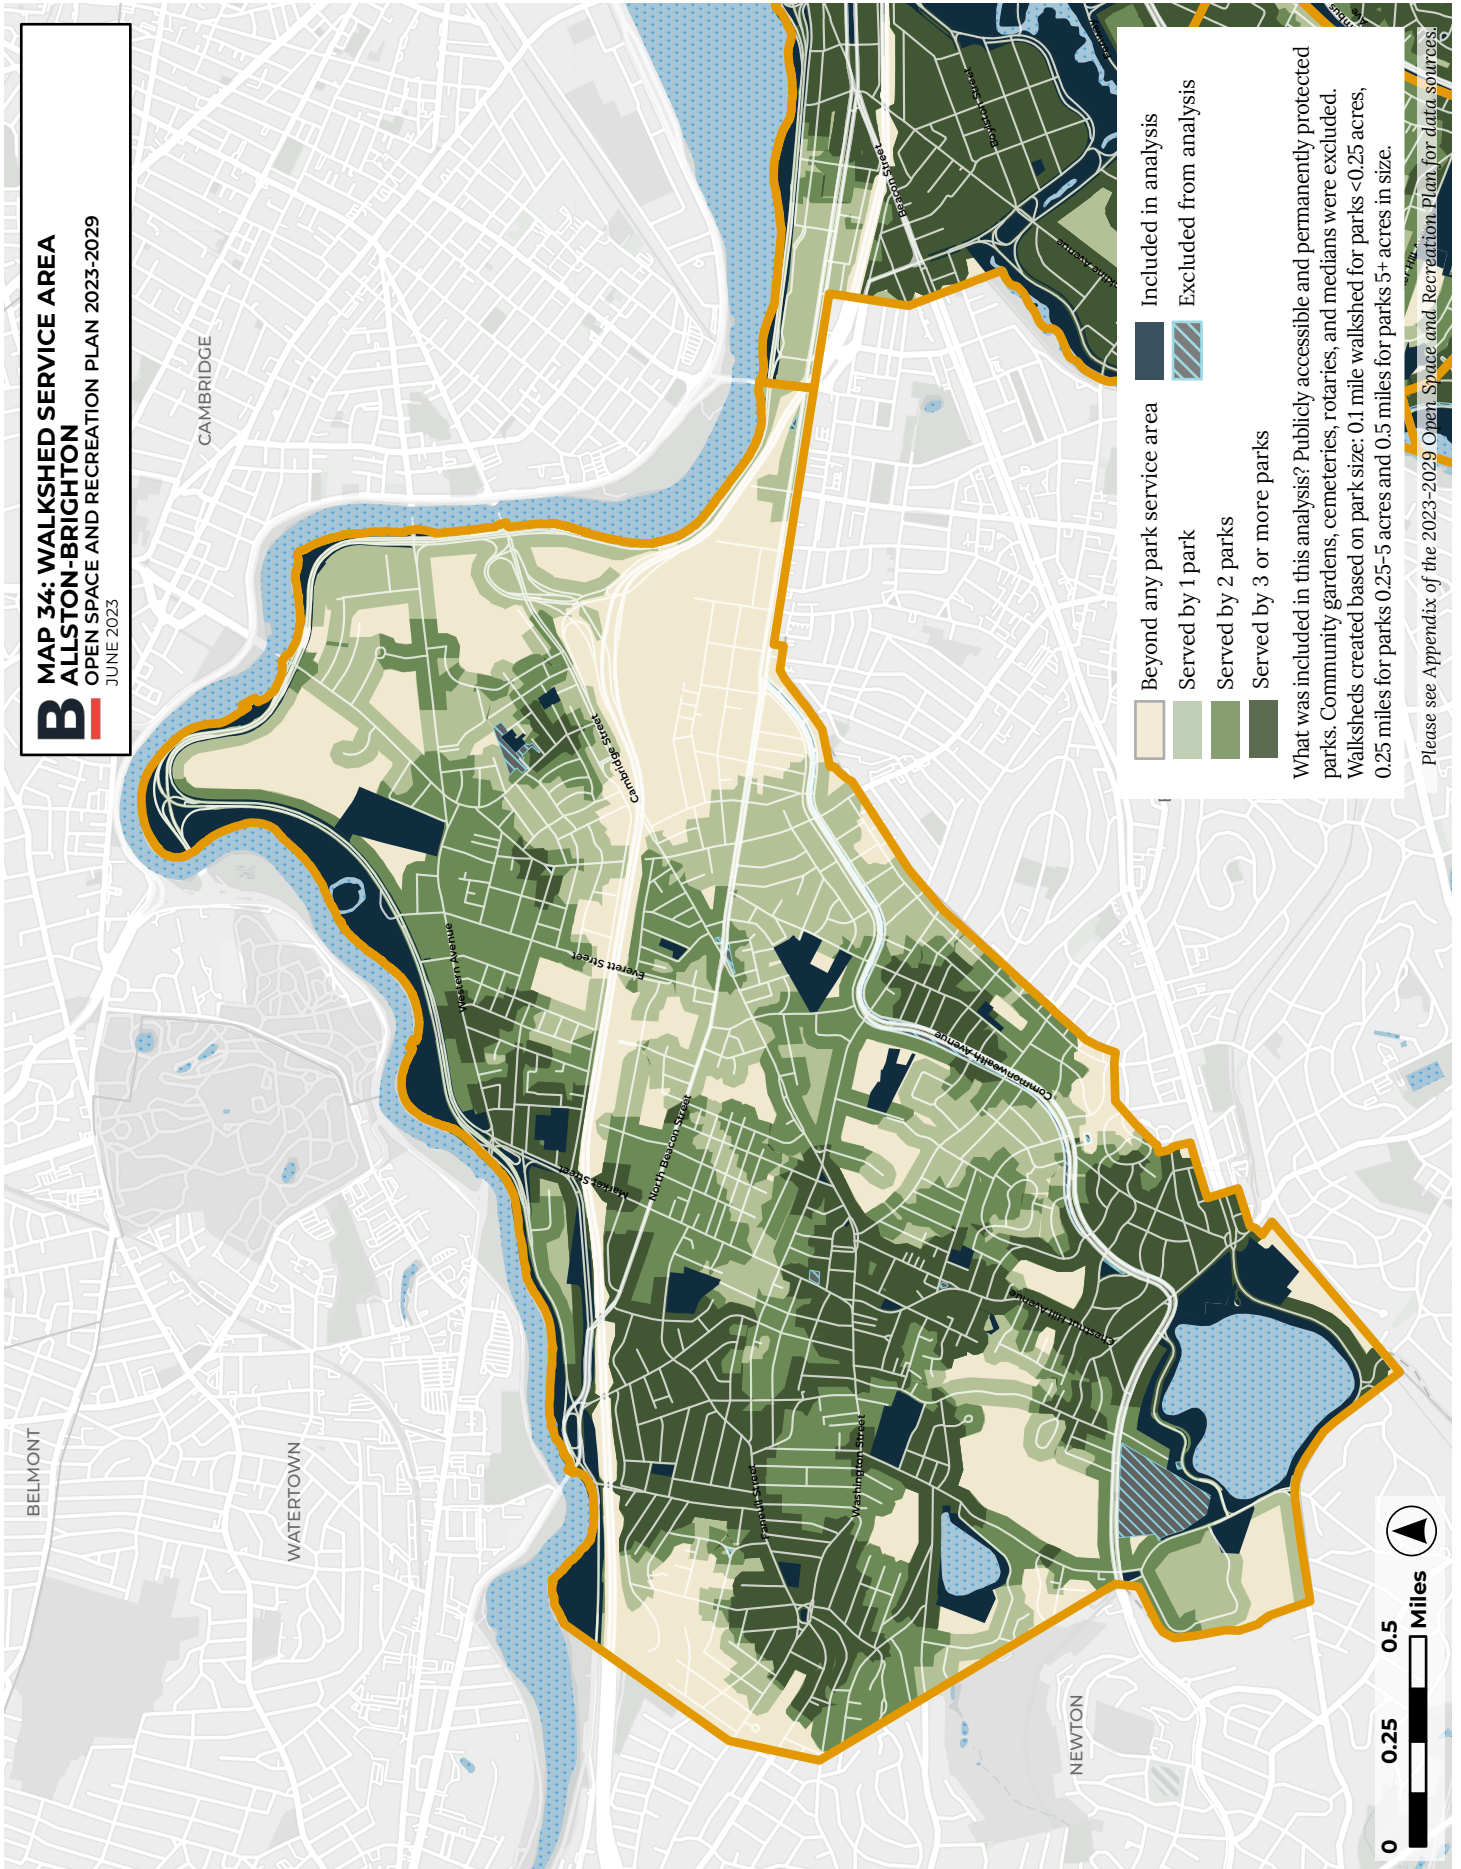 B
MAP 34: WALKSHED SERVICE AREA
ALLSTON-BRIGHTON
OPEN SPACE AND RECREATION PLAN 2023-2029
JUNE 2023
BELMONT
WATERTOWN
CAMBRIDGE
NEWTON
Western Avenue
Everett Street
Cambridge Street
Market Street
North Beacon Street
Faneuil Street
Washington Street
Commonwealth Avenue
Chestnut Hill Avenue
Beacon Street
Boylston Street
Avenue
Beyond any park service area
Served by 1 park
Served by 2 parks
Served by 3 or more parks
Included in analysis
Excluded from analysis
What was included in this analysis? Publicly accessible and permanently protected
parks. Community gardens, cemeteries, rotaries, and medians were excluded.
Walksheds created based on park size: 0.1 mile walkshed for parks <0.25 acres,
0.25 miles for parks 0.25-5 acres and 0.5 miles for parks 5+ acres in size.
Please see Appendix of the 2023-2029 Open Space and Recreation Plan for data sources.
0 0.25 0.5
Miles